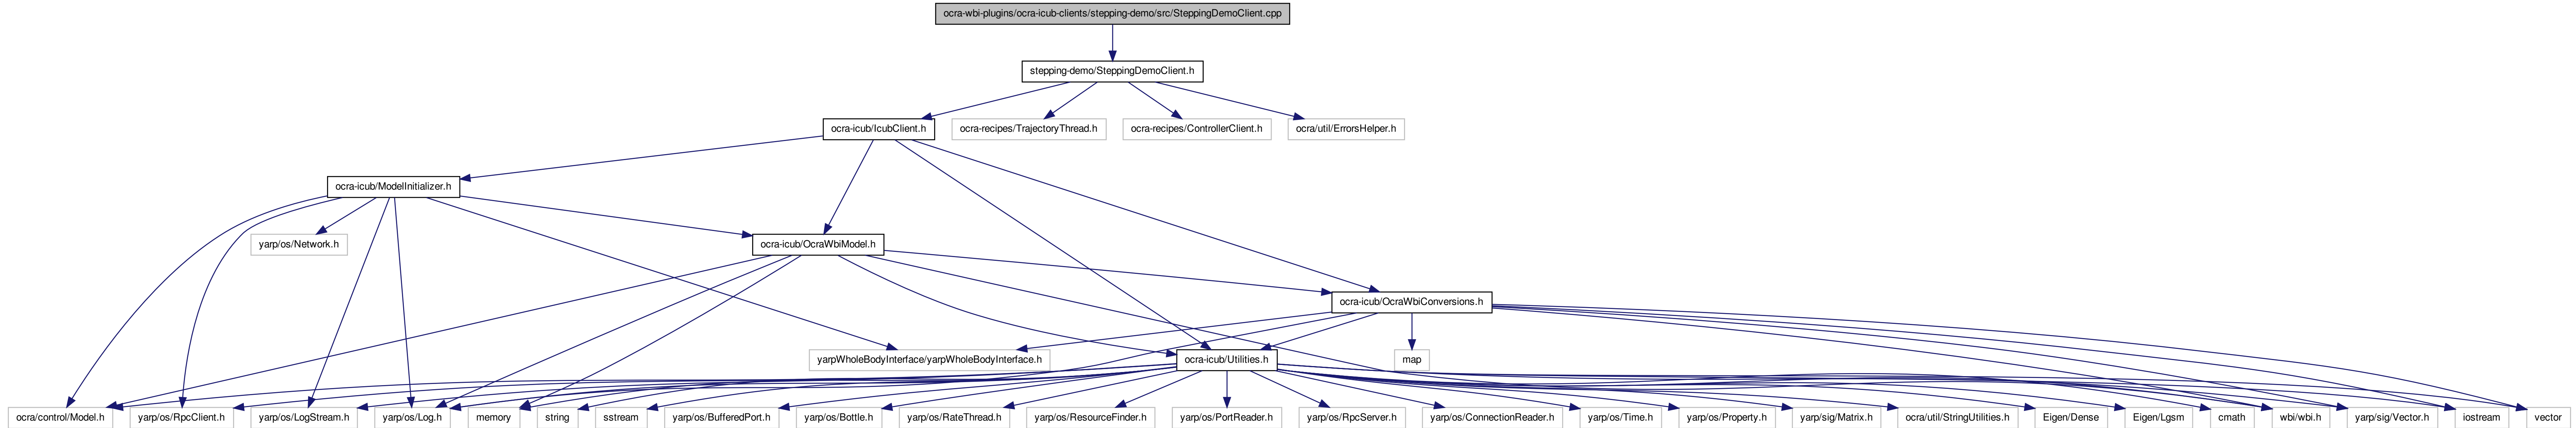 ocra-wbi-plugins/ocra-icub-clients/stepping-demo/src/SteppingDemoClient.cpp
stepping-demo/SteppingDemoClient.h
ocra-icub/IcubClient.h
ocra-recipes/TrajectoryThread.h
ocra-recipes/ControllerClient.h
ocra/util/ErrorsHelper.h
ocra-icub/ModelInitializer.h
yarp/os/Network.h
ocra-icub/OcraWbiModel.h
ocra-icub/OcraWbiConversions.h
yarpWholeBodyInterface/yarpWholeBodyInterface.h
ocra-icub/Utilities.h
map
ocra/control/Model.h
yarp/os/RpcClient.h
yarp/os/LogStream.h
yarp/os/Log.h
memory
string
sstream
yarp/os/BufferedPort.h
yarp/os/Bottle.h
yarp/os/RateThread.h
yarp/os/ResourceFinder.h
yarp/os/PortReader.h
yarp/os/RpcServer.h
yarp/os/ConnectionReader.h
yarp/os/Time.h
yarp/os/Property.h
yarp/sig/Matrix.h
ocra/util/StringUtilities.h
Eigen/Dense
Eigen/Lgsm
cmath
wbi/wbi.h
yarp/sig/Vector.h
iostream
vector